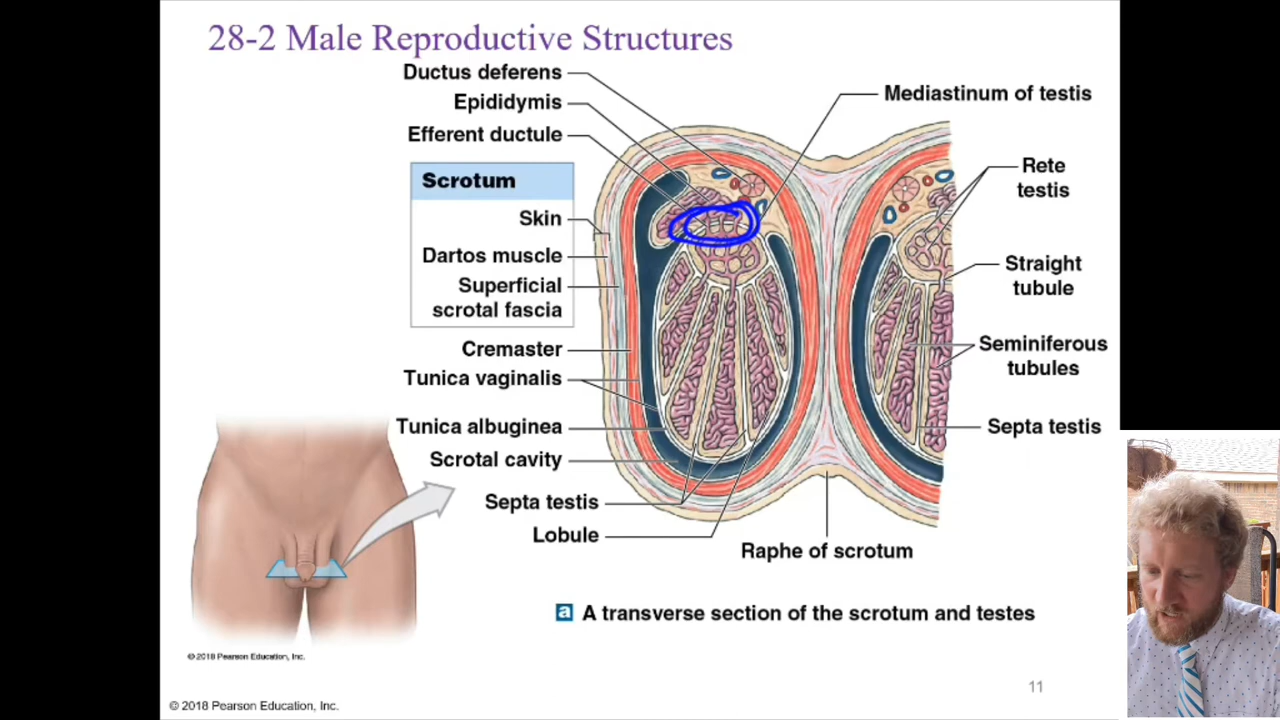 28-2 Male Reproductive Structures
Ductus deferens
Epididymis
Efferent ductule
Scrotum
Skin
Dartos muscle
Superficial
scrotal fascia
Cremaster
Tunica vaginalis
Tunica albuginea
Scrotal cavity
Septa testis
Lobule
Mediastinum of testis
Rete
testis
Straight
tubule
Seminiferous
tubules
Septa testis
Raphe of scrotum
a A transverse section of the scrotum and testes
© 2018 Pearson Education, Inc.
11
© 2018 Pearson Education, Inc.